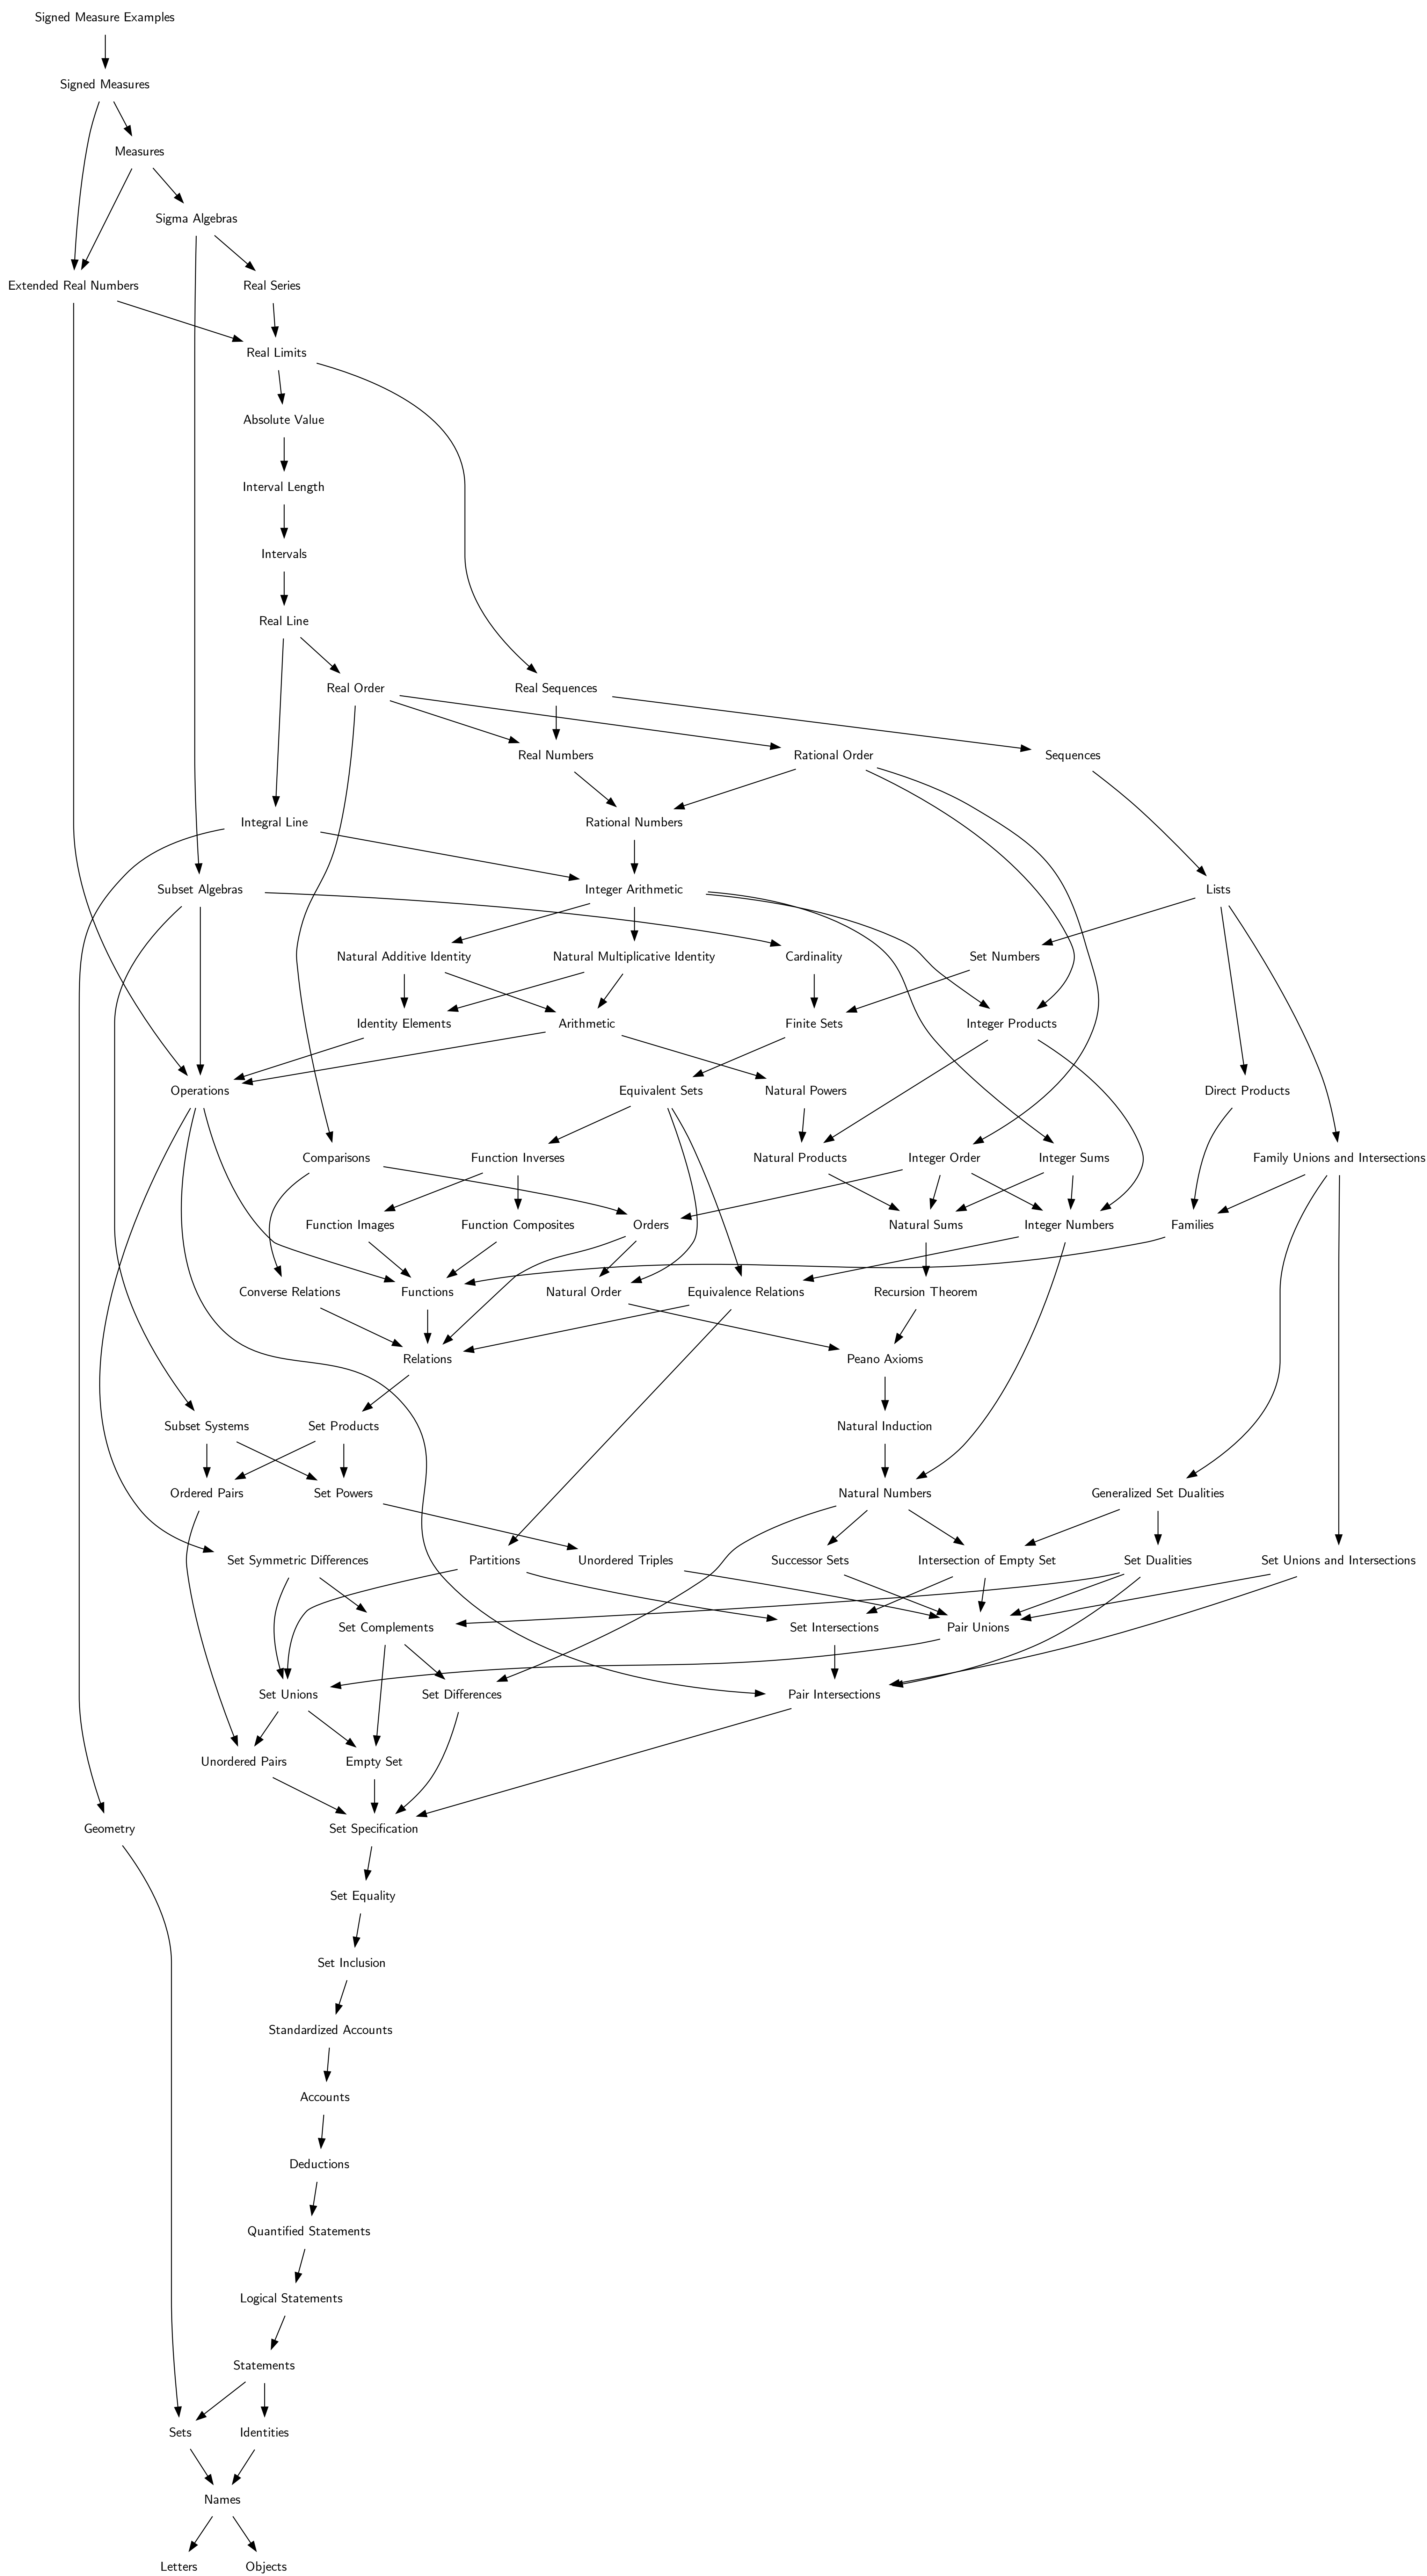 Signed Measure Examples
Signed Measures
Measures
Sigma Algebras
Extended Real Numbers
Real Series
Real Limits
Absolute Value
Interval Length
Intervals
Real Line
Real Order
Real Sequences
Real Numbers
Rational Order
Sequences
Integral Line
Rational Numbers
Subset Algebras
Integer Arithmetic
Lists
Natural Additive Identity
Natural Multiplicative Identity
Cardinality
Set Numbers
Identity Elements
Arithmetic
Finite Sets
Integer Products
Operations
Equivalent Sets
Natural Powers
Direct Products
Comparisons
Function Inverses
Natural Products
Integer Order
Integer Sums
Family Unions and Intersections
Function Images
Function Composites
Orders
Natural Sums
Integer Numbers
Families
Converse Relations
Functions
Natural Order
Equivalence Relations
Recursion Theorem
Relations
Peano Axioms
Subset Systems
Set Products
Natural Induction
Ordered Pairs
Set Powers
Natural Numbers
Generalized Set Dualities
Set Symmetric Differences
Partitions
Unordered Triples
Successor Sets
Intersection of Empty Set
Set Dualities
Set Unions and Intersections
Set Complements
Set Intersections
Pair Unions
Set Unions
Set Differences
Pair Intersections
Unordered Pairs
Empty Set
Geometry
Set Specification
Set Equality
Set Inclusion
Standardized Accounts
Accounts
Deductions
Quantified Statements
Logical Statements
Statements
Sets
Identities
Names
Letters
Objects